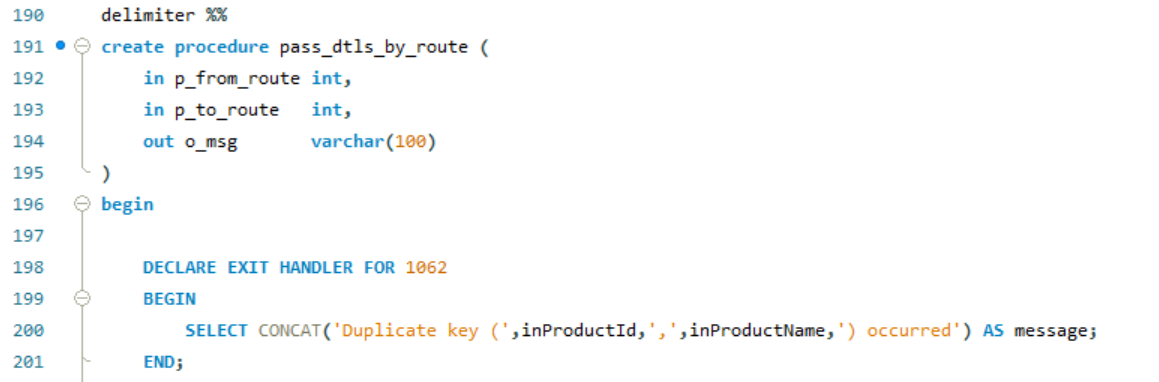 190 delimiter %%
191 create procedure pass_dtls_by_route (
192 in p_from_route int,
193 in p_to_route int,
194 out o_msg varchar(100)
195 )
196 begin
197
198 DECLARE EXIT HANDLER FOR 1062
199 BEGIN
200 SELECT CONCAT('Duplicate key (',inProductId,',',inProductName,') occurred') AS message;
201 END;